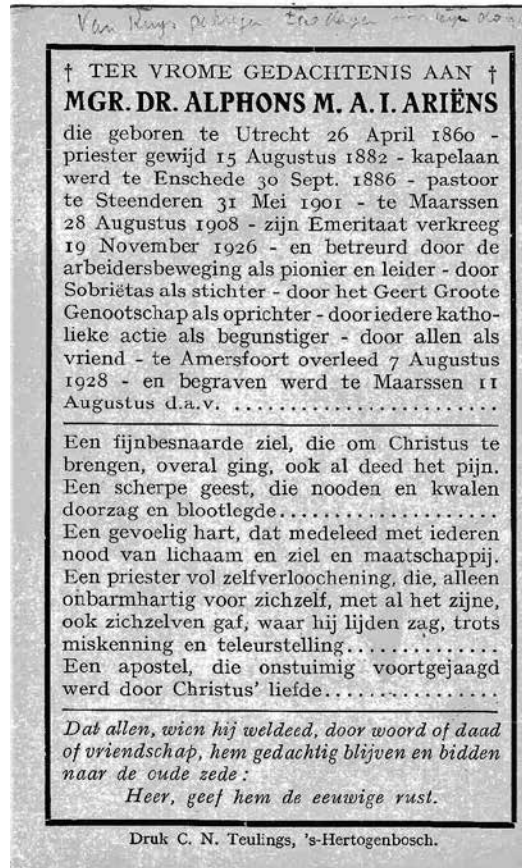 Van
† TER VROME GEDACHTENIS AAN †
MGR. DR. ALPHONS M. A. I. ARIËNS
die geboren te Utrecht 26 April 1860 -
priester gewijd 15 Augustus 1882 - kapelaan
werd te Enschede 30 Sept. 1886 - pastoor
te Steenderen 31 Mei 1901 - te Maarssen
28 Augustus 1908 - zijn Emeritaat verkreeg
19 November 1926 - en betreurd door de
arbeidersbeweging als pionier en leider - door
Sobriëtas als stichter - door het Geert Groote
Genootschap als oprichter - door iedere katho-
lieke actie als begunstiger - door allen als
vriend - te Amersfoort overleed 7 Augustus
1928 - en begraven werd te Maarssen 11
Augustus d.a.v. ........................
Een fijnbesnaarde ziel, die om Christus te
brengen, overal ging, ook al deed het pijn.
Een scherpe geest, die nooden en kwalen
doorzag en blootlegde....................
Een gevoelig hart, dat medeleed met iederen
nood van lichaam en ziel en maatschappij.
Een priester vol zelfverloochening, die, alleen
onbarmhartig voor zichzelf, met al het zijne,
ook zichzelven gaf, waar hij lijden zag, trots
miskenning en teleurstelling..............
Een apostel, die onstuimig voortgejaagd
werd door Christus' liefde................
Dat allen, wien hij weldeed, door woord of daad
of vriendschap, hem gedachtig blijven en bidden
naar de oude zede :
Heer, geef hem de eeuwige rust.
Druk C. N. Teulings, 's-Hertogenbosch.